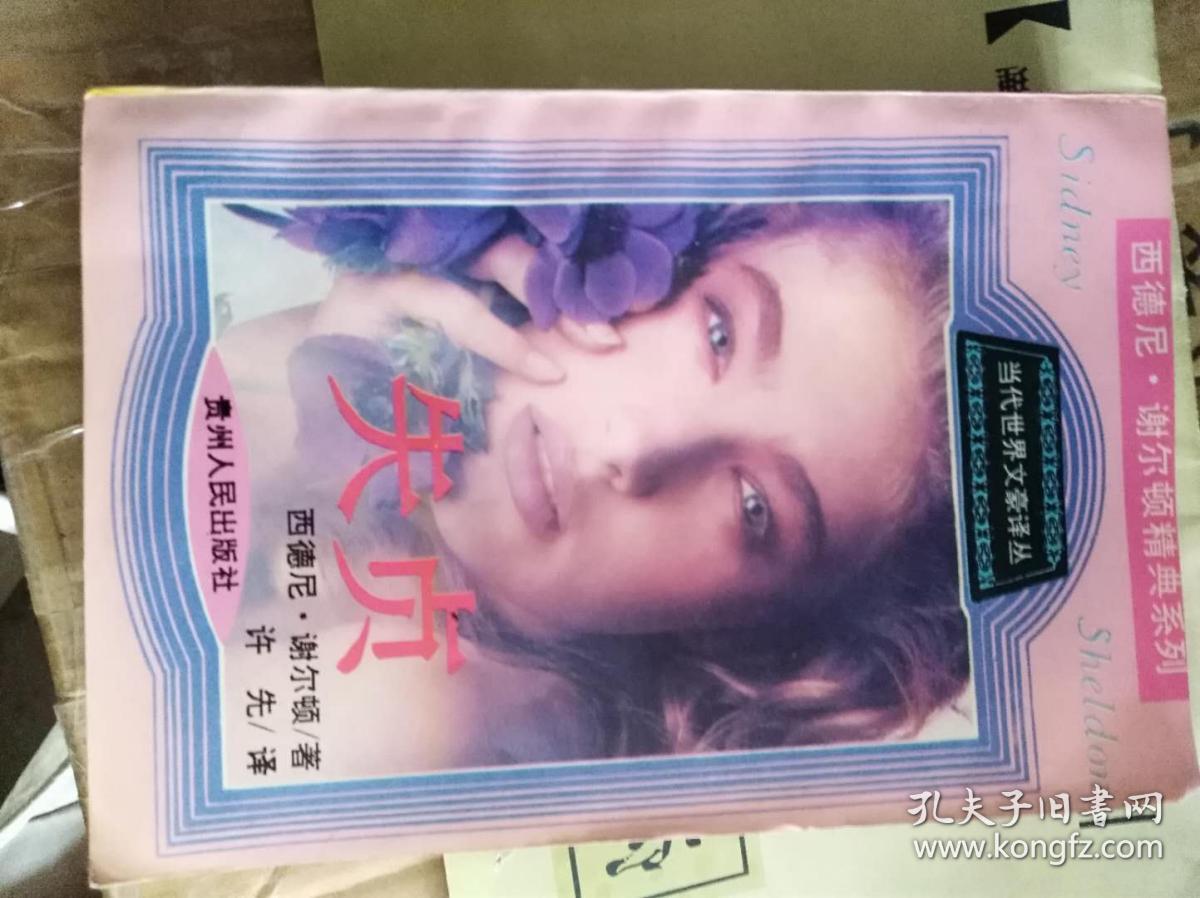 西德尼·谢尔顿精典系列
Sidney
Sheldon
当代世界文豪译丛
失贞
西德尼·谢尔顿/著
许先/译
贵州人民出版社
孔夫子旧书网
www.kongfz.com